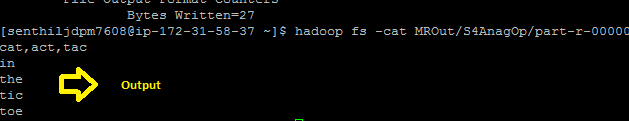 File Output Format Counters
Bytes Written=27
[senthiljdpm7608@ip-172-31-58-37 ~]$ hadoop fs -cat MROut/S4AnagOp/part-r-00000
cat,act,tac
in
the
tic
toe
Output